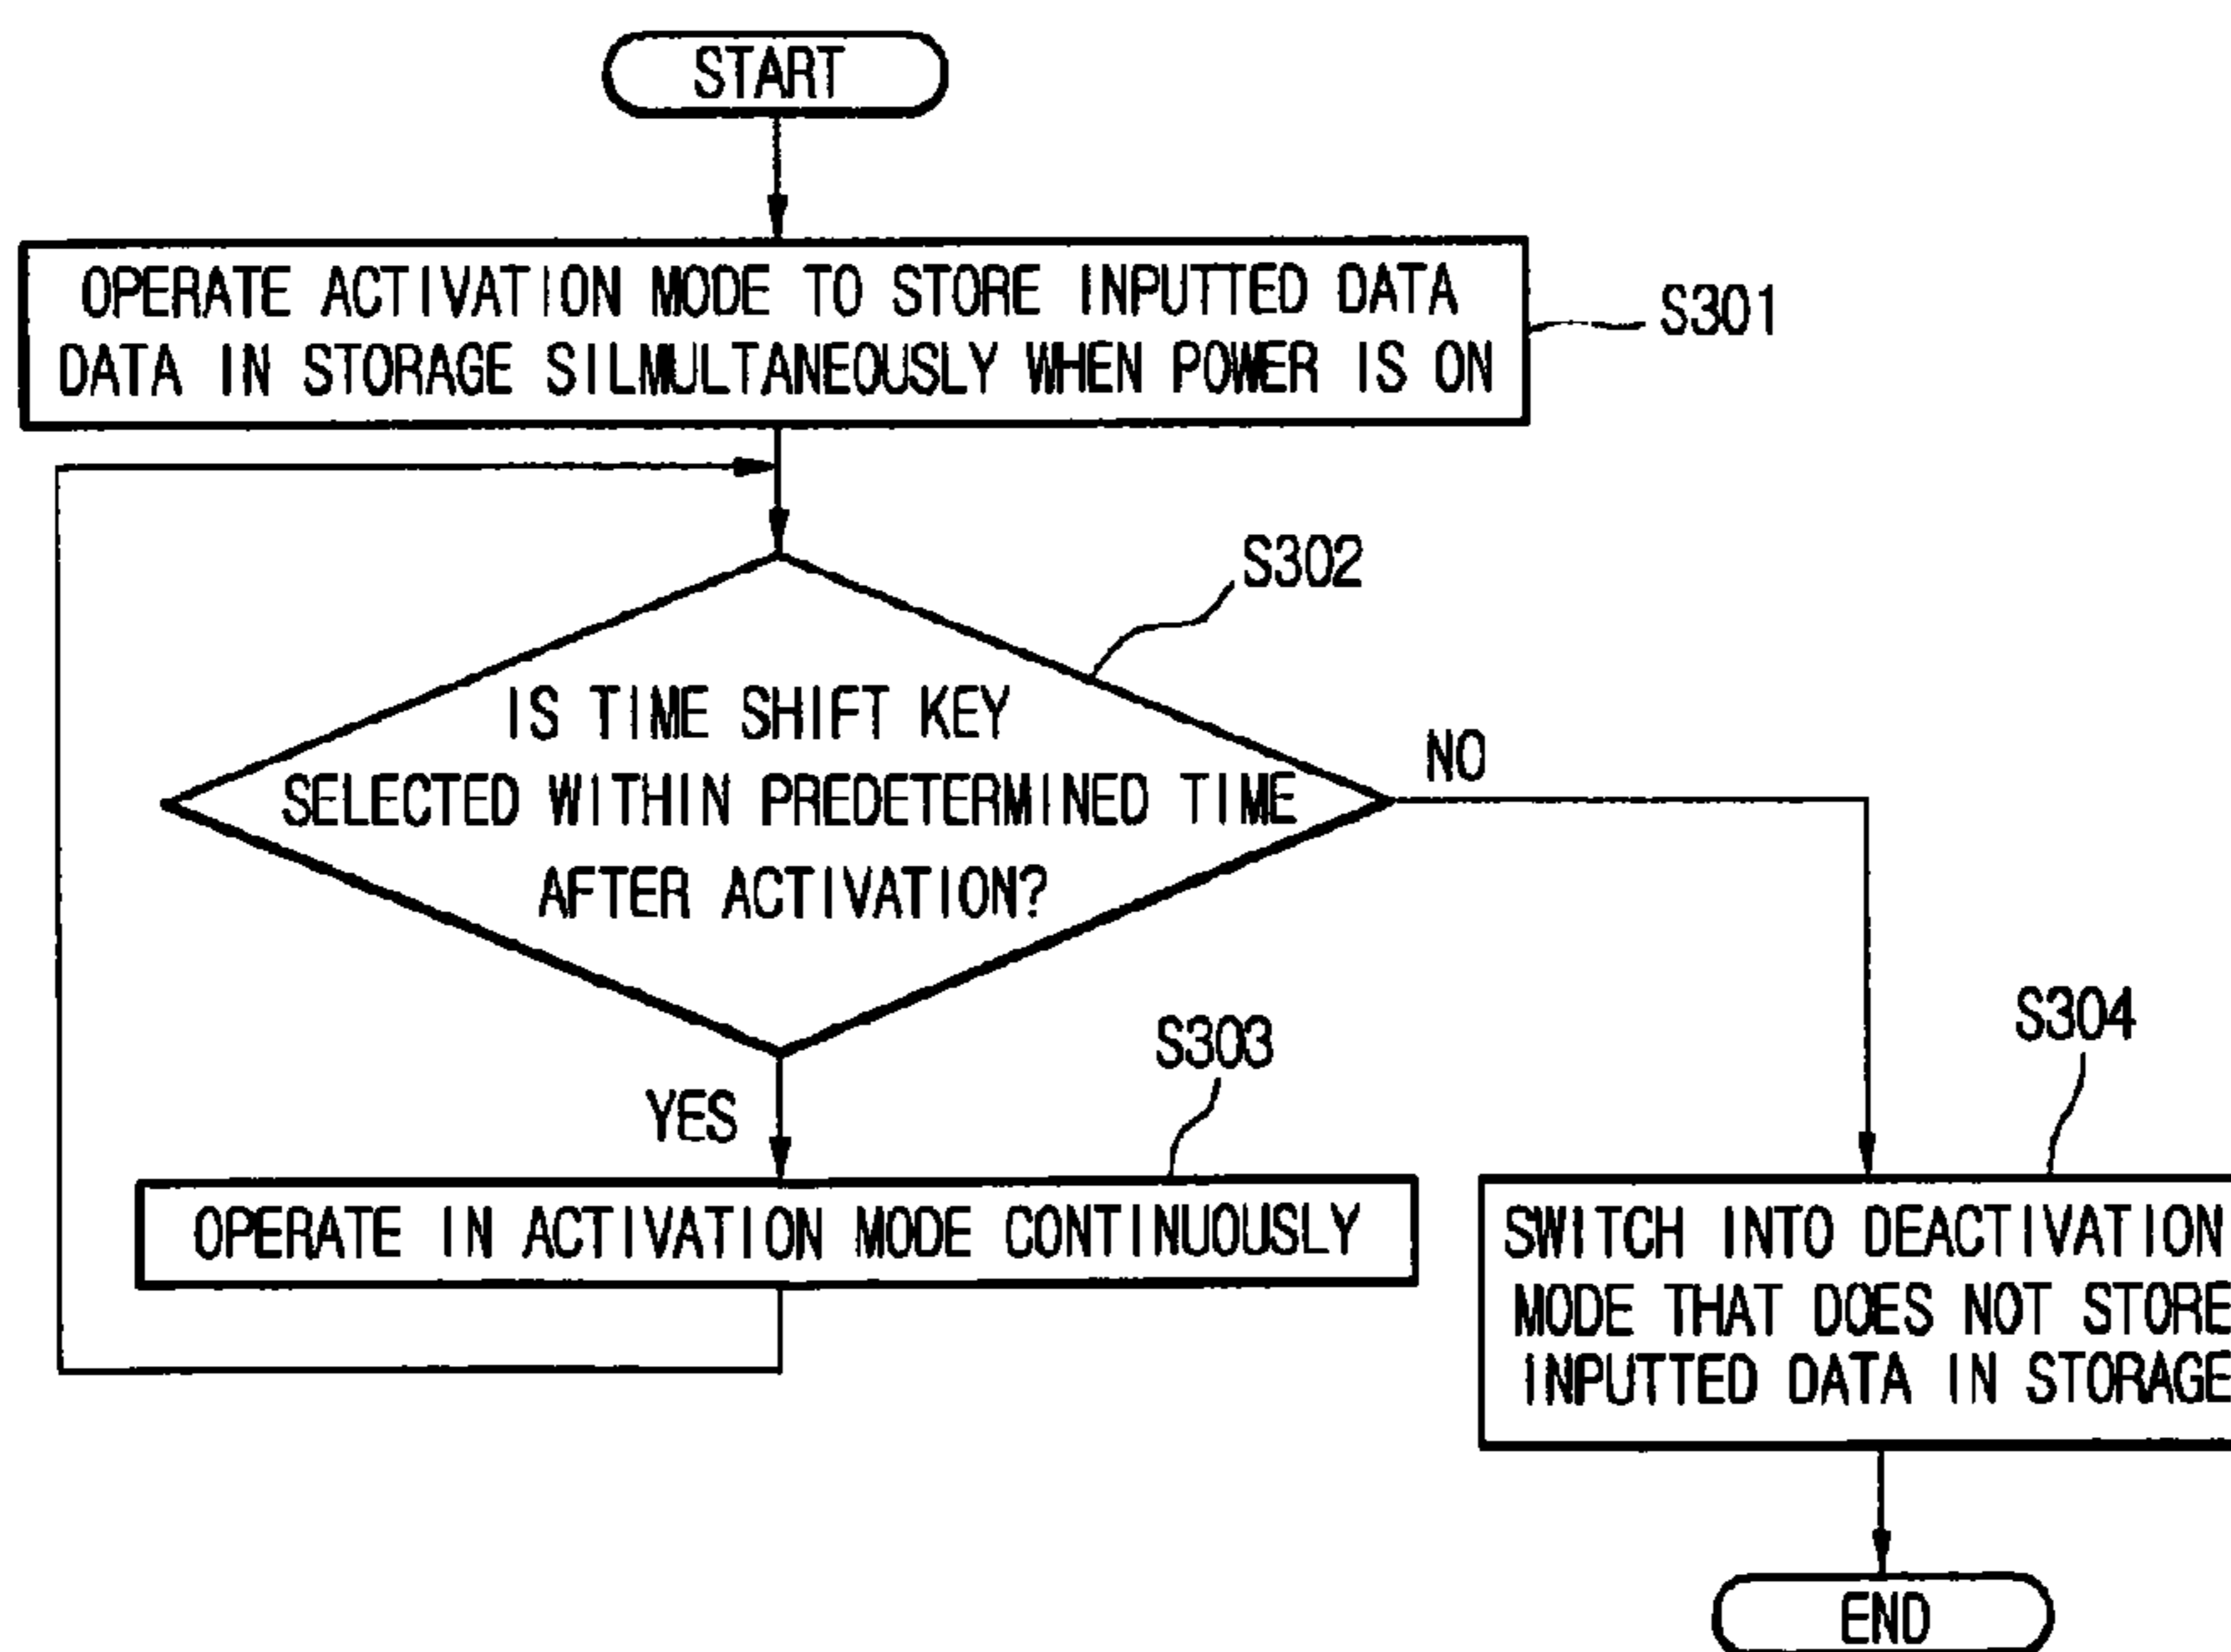 START
OPERATE ACTIVATION MODE TO STORE INPUTTED DATA
DATA IN STORAGE SILMULTANEOUSLY WHEN POWER IS ON
S301
S302
IS TIME SHIFT KEY
SELECTED WITHIN PREDETERMINED TIME
AFTER ACTIVATION?
NO
YES
S303
OPERATE IN ACTIVATION MODE CONTINUOUSLY
S304
SWITCH INTO DEACTIVATION
MODE THAT DOES NOT STORE
INPUTTED DATA IN STORAGE
END